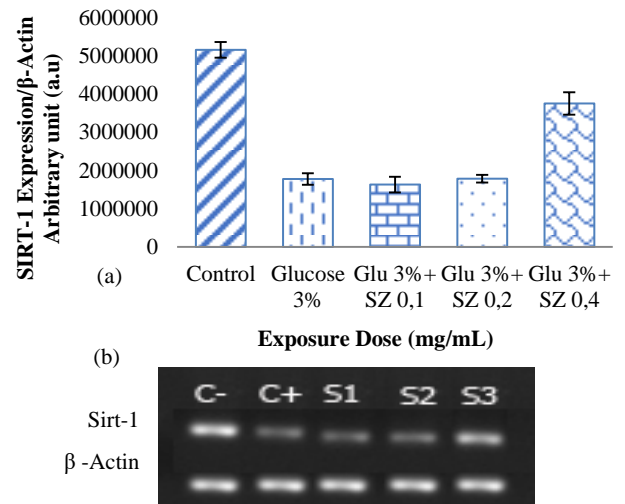 SIRT-1 Expression/β-Actin
Arbitrary unit (a.u)
6000000
5000000
4000000
3000000
2000000
1000000
0
(a)
Control Glucose 3% Glu 3%+ SZ 0,1 Glu 3%+ SZ 0,2 Glu 3%+ SZ 0,4
Exposure Dose (mg/mL)
(b)
C- C+ S1 S2 S3
Sirt-1
β -Actin